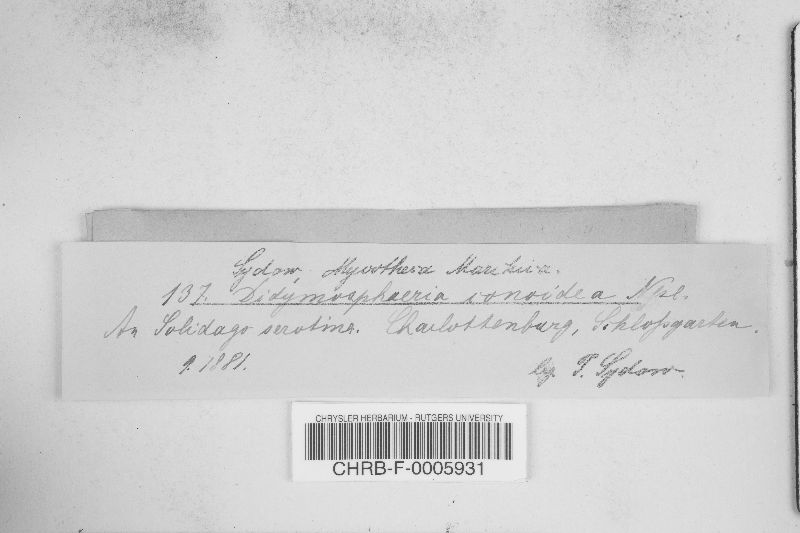 Sydow. Mycotheca Marchica.
137. Didymosphaeria conoidea Npl.
An Solidago serotina. Charlottenburg, Schloßgarten.
9. 1881. leg. P. Sydow.
CHRYSLER HERBARIUM - RUTGERS UNIVERSITY
CHRB-F-0005931